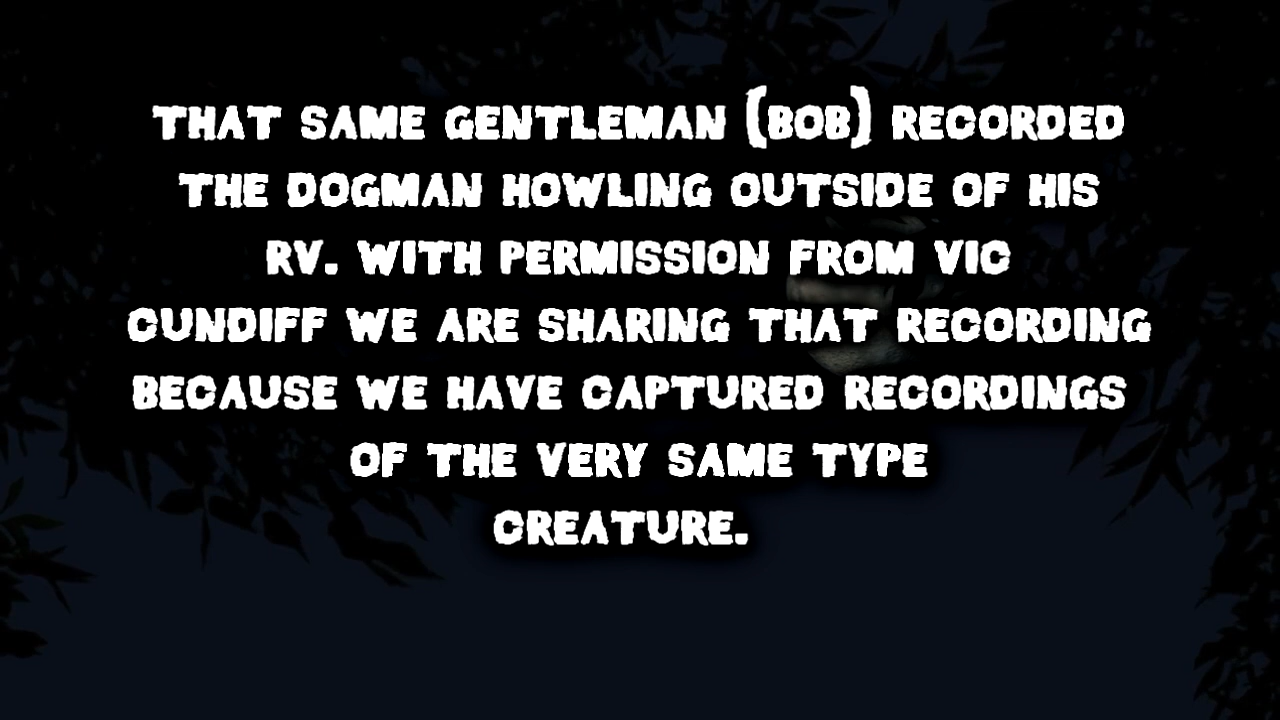 THAT SAME GENTLEMAN (BOB) RECORDED
THE DOGMAN HOWLING OUTSIDE OF HIS
RV. WITH PERMISSION FROM VIC
CUNDIFF WE ARE SHARING THAT RECORDING
BECAUSE WE HAVE CAPTURED RECORDINGS
OF THE VERY SAME TYPE
CREATURE.